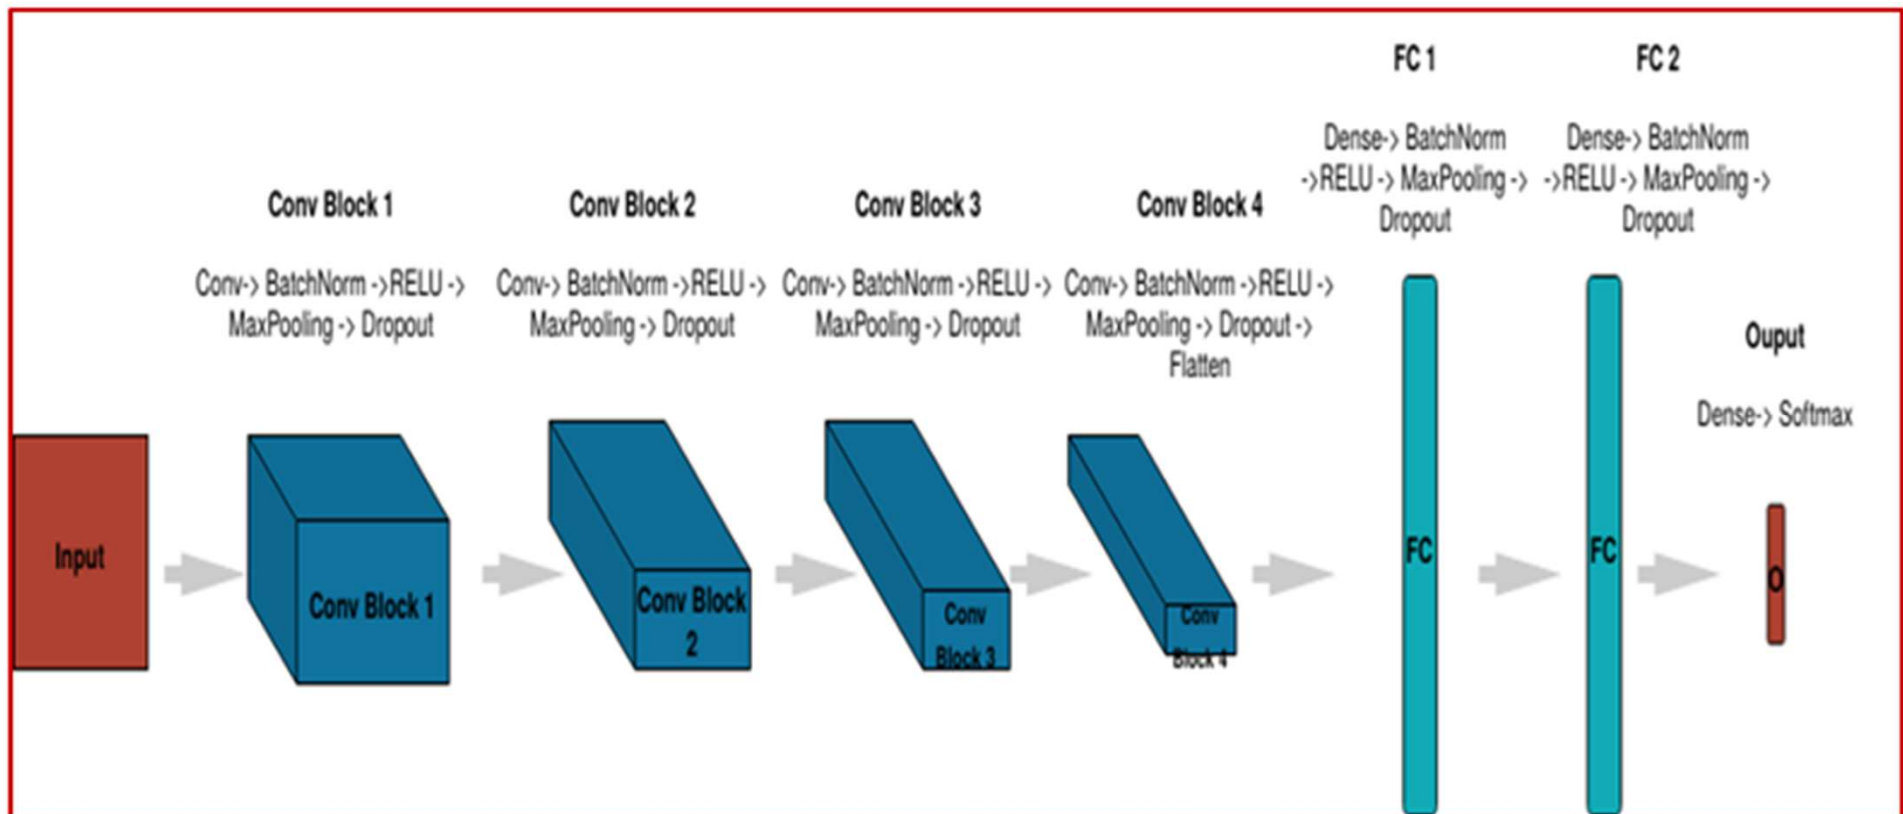 FC 1
Dense-> BatchNorm
->RELU -> MaxPooling ->
Dropout
FC 2
Dense-> BatchNorm
->RELU -> MaxPooling ->
Dropout
Conv Block 1
Conv-> BatchNorm ->RELU ->
MaxPooling -> Dropout
Conv Block 2
Conv-> BatchNorm ->RELU ->
MaxPooling -> Dropout
Conv Block 3
Conv-> BatchNorm ->RELU ->
MaxPooling -> Dropout
Conv Block 4
Conv-> BatchNorm ->RELU ->
MaxPooling -> Dropout ->
Flatten
Ouput
Dense-> Softmax
Input
Conv Block 1
Conv Block
2
Conv
Block 3
Conv
Block 4
FC
FC
O